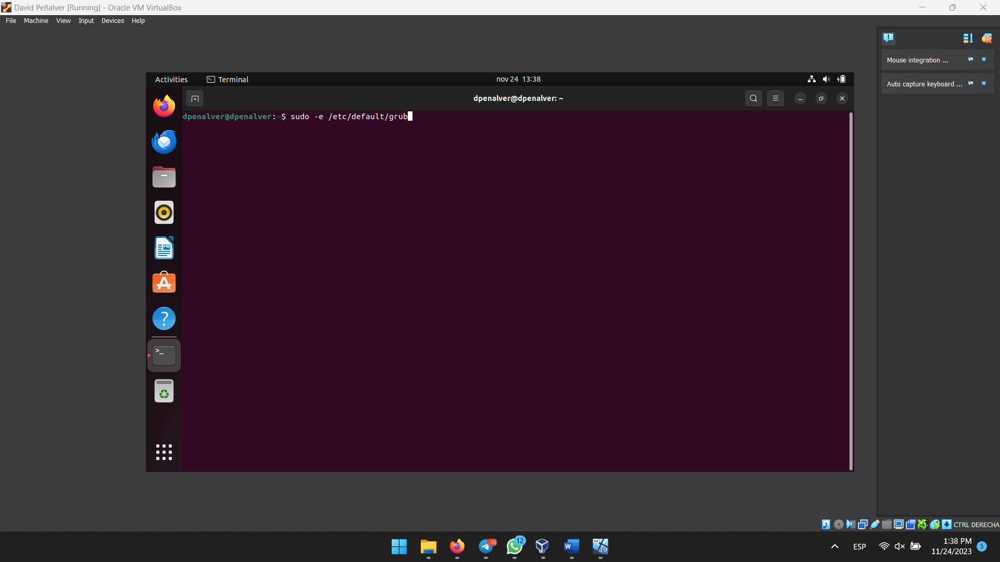 David Peñalver [Running] - Oracle VM VirtualBox
File Machine View Input Devices Help
Mouse integration ...
Auto capture keyboard ...
Activities Terminal nov 24 13:38
dpenalver@dpenalver: ~
dpenalver@dpenalver:~$ sudo -e /etc/default/grub
CTRL DERECHA
16
12
W
64
10
ESP
1:38 PM
11/24/2023
5